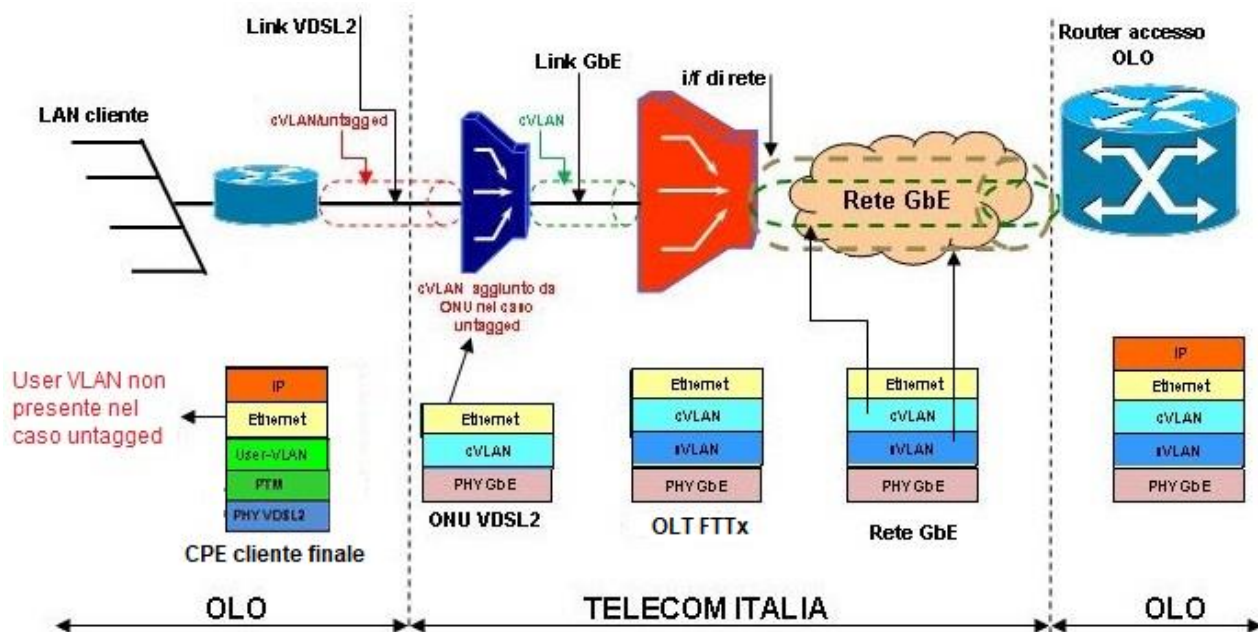 Link VDSL2
Router accesso
OLO
Link GbE
i/f di rete
LAN cliente
cVLAN/untagged
cVLAN
Rete GbE
cVLAN aggiunto da
ONU nel caso
untagged
User VLAN non
presente nel
caso untagged
IP
Ethernet
User-VLAN
PTM
PHY VDSL2
CPE cliente finale
Ethernet
cVLAN
PHY GbE
ONU VDSL2
Ethernet
cVLAN
PHY GbE
OLT FTTx
Ethernet
cVLAN
PHY GbE
Rete GbE
IP
Ethernet
cVLAN
PHY GbE
OLO
TELECOM ITALIA
OLO